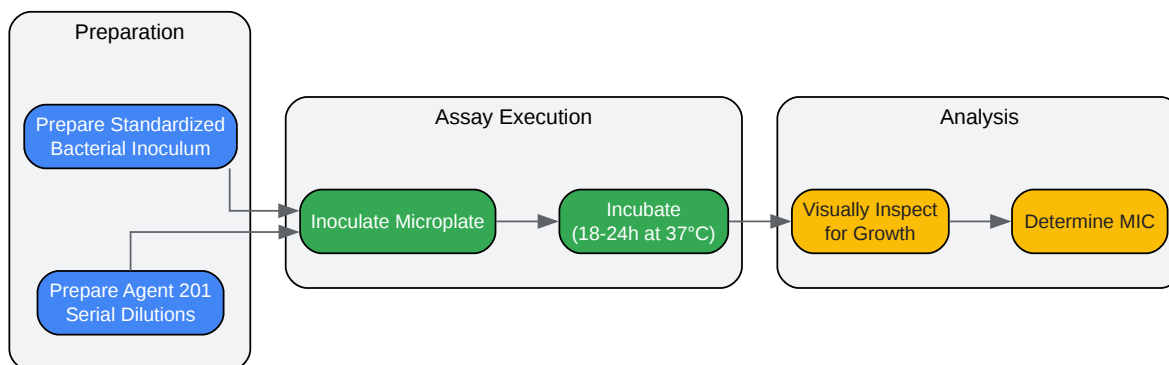 Preparation
Prepare Standardized
Bacterial Inoculum
Prepare Agent 201
Serial Dilutions
Assay Execution
Inoculate Microplate
Incubate
(18-24h at 37°C)
Analysis
Visually Inspect
for Growth
Determine MIC